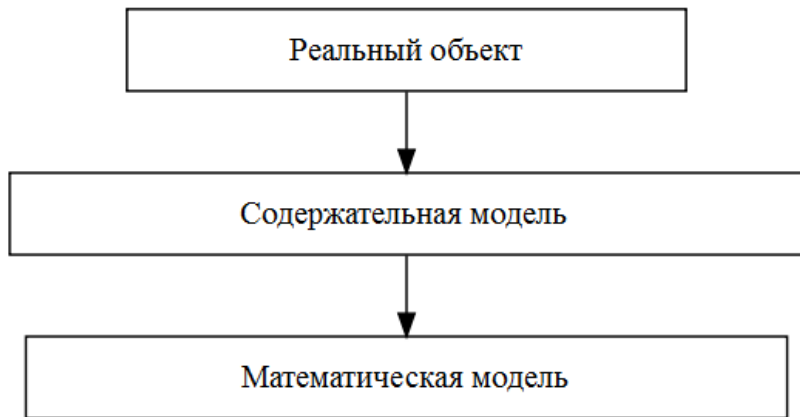 Реальный объект
Содержательная модель
Математическая модель